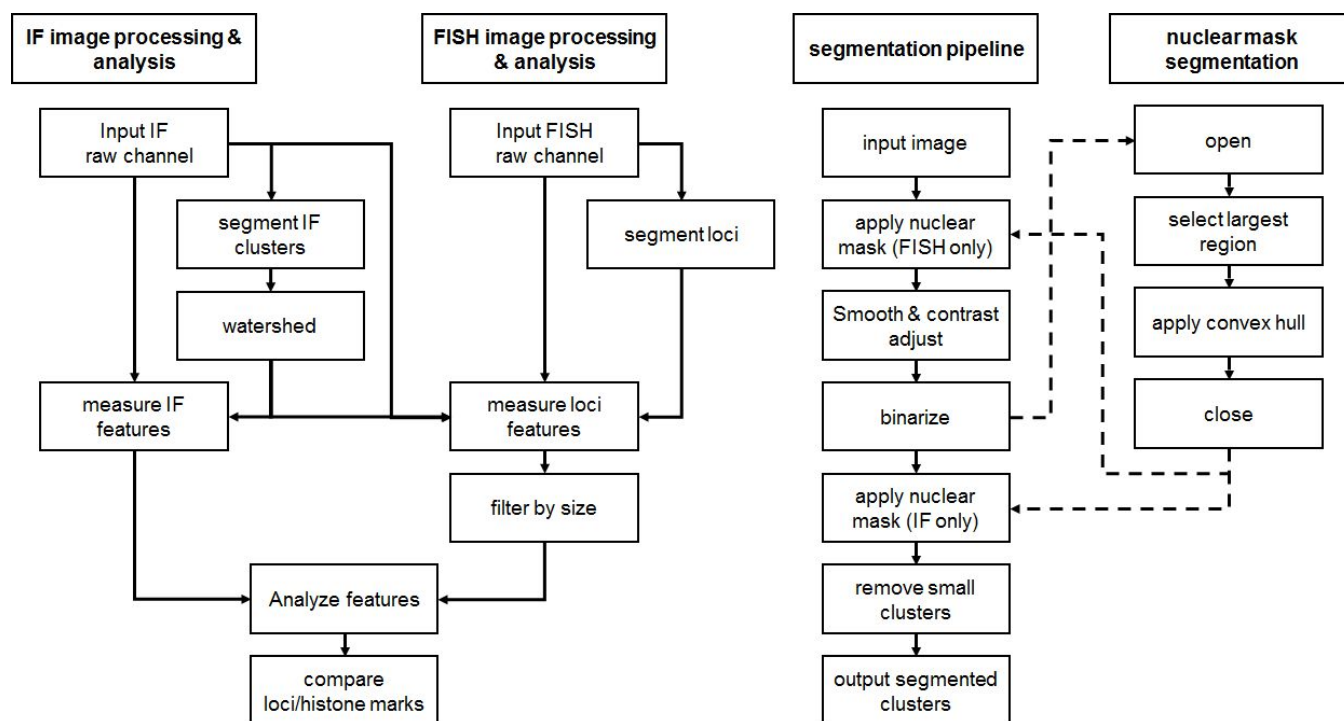 IF image processing &
analysis
FISH image processing
& analysis
segmentation pipeline
nuclear mask
segmentation
Input IF
raw channel
segment IF
clusters
watershed
measure IF
features
Input FISH
raw channel
segment loci
measure loci
features
filter by size
Analyze features
compare
loci/histone marks
input image
apply nuclear
mask (FISH only)
Smooth & contrast
adjust
binarize
apply nuclear
mask (IF only)
remove small
clusters
output segmented
clusters
open
select largest
region
apply convex hull
close